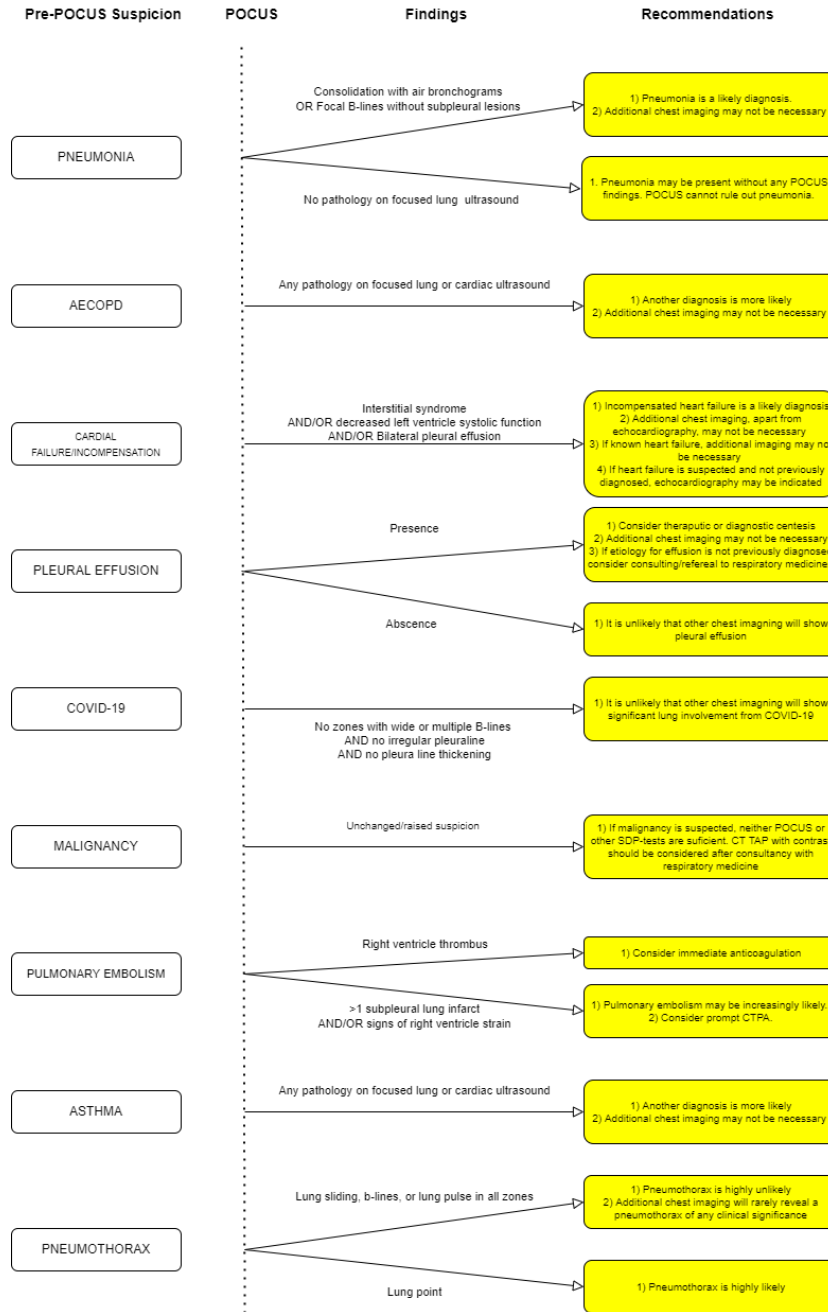 Pre-POCUS Suspicion
POCUS
Findings
Recommendations
PNEUMONIA
Consolidation with air bronchograms
OR Focal B-lines without subpleural lesions
1) Pneumonia is a likely diagnosis.
2) Additional chest imaging may not be necessary
No pathology on focused lung ultrasound
1. Pneumonia may be present without any POCUS
findings. POCUS cannot rule out pneumonia.
AECOPD
Any pathology on focused lung or cardiac ultrasound
1) Another diagnosis is more likely
2) Additional chest imaging may not be necessary
CARDIAL
FAILURE/INCOMPENSATION
Interstitial syndrome
AND/OR decreased left ventricle systolic function
AND/OR Bilateral pleural effusion
1) Incompensated heart failure is a likely diagnosis
2) Additional chest imaging, apart from
echocardiography, may not be necessary
3) If known heart failure, additional imaging may no
be necessary
4) If heart failure is suspected and not previously
diagnosed, echocardiography may be indicated
PLEURAL EFFUSION
Presence
1) Consider theraputic or diagnostic centesis
2) Additional chest imaging may not be necessary
3) If etiology for effusion is not previously diagnosed
consider consulting/refereal to respiratory medicine
Abscence
1) It is unlikely that other chest imagning will show
pleural effusion
COVID-19
No zones with wide or multiple B-lines
AND no irregular pleuraline
AND no pleura line thickening
1) It is unlikely that other chest imagning will show
significant lung involvement from COVID-19
MALIGNANCY
Unchanged/raised suspicion
1) If malignancy is suspected, neither POCUS or
other SDP-tests are suficient. CT TAP with contras
should be considered after consultancy with
respiratory medicine
PULMONARY EMBOLISM
Right ventricle thrombus
1) Consider immediate anticoagulation
>1 subpleural lung infarct
AND/OR signs of right ventricle strain
1) Pulmonary embolism may be increasingly likely.
2) Consider prompt CTPA.
ASTHMA
Any pathology on focused lung or cardiac ultrasound
1) Another diagnosis is more likely
2) Additional chest imaging may not be necessary
PNEUMOTHORAX
Lung sliding, b-lines, or lung pulse in all zones
1) Pneumothorax is highly unlikely
2) Additional chest imaging will rarely reveal a
pneumothorax of any clinical significance
Lung point
1) Pneumothorax is highly likely